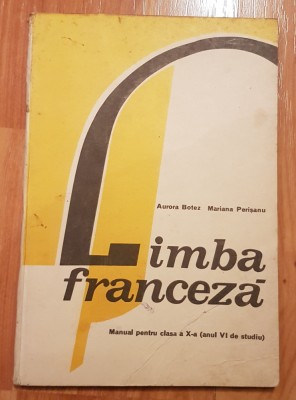 Aurora Botez Mariana Perişanu
Limba
franceză
Manual pentru clasa a X-a (anul VI de studiu)